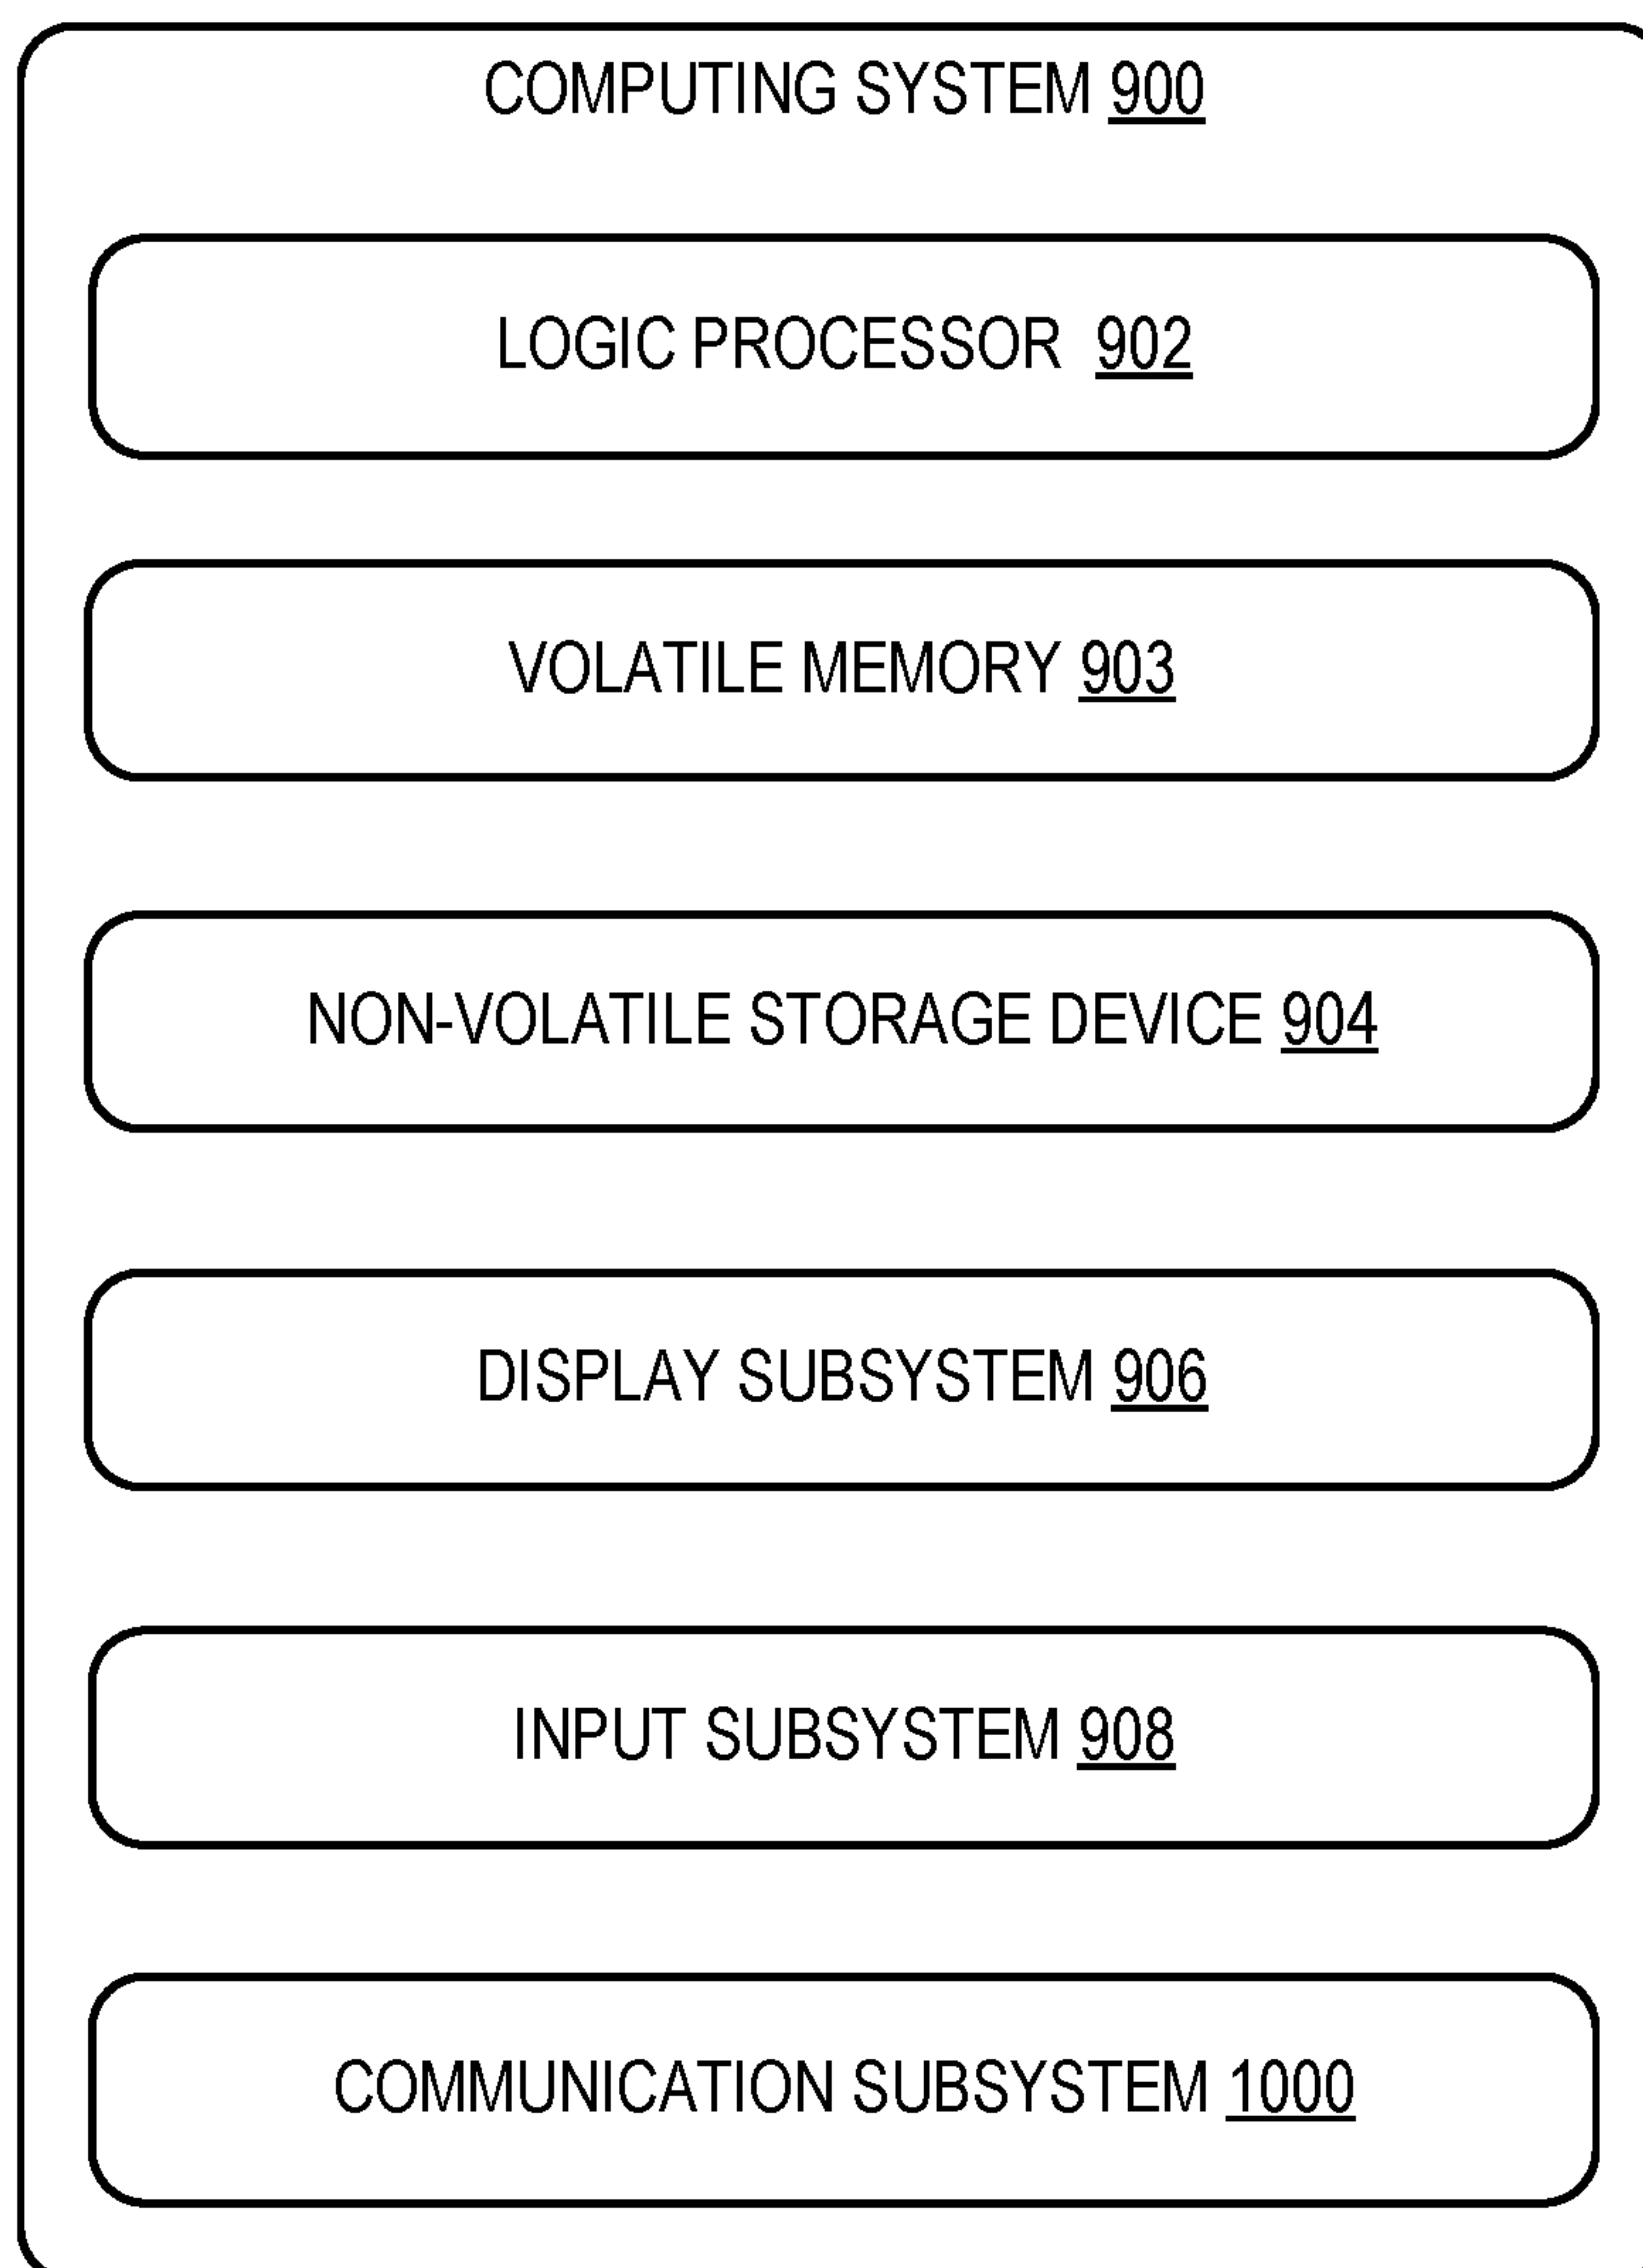 COMPUTING SYSTEM 900
LOGIC PROCESSOR 902
VOLATILE MEMORY 903
NON-VOLATILE STORAGE DEVICE 904
DISPLAY SUBSYSTEM 906
INPUT SUBSYSTEM 908
COMMUNICATION SUBSYSTEM 1000